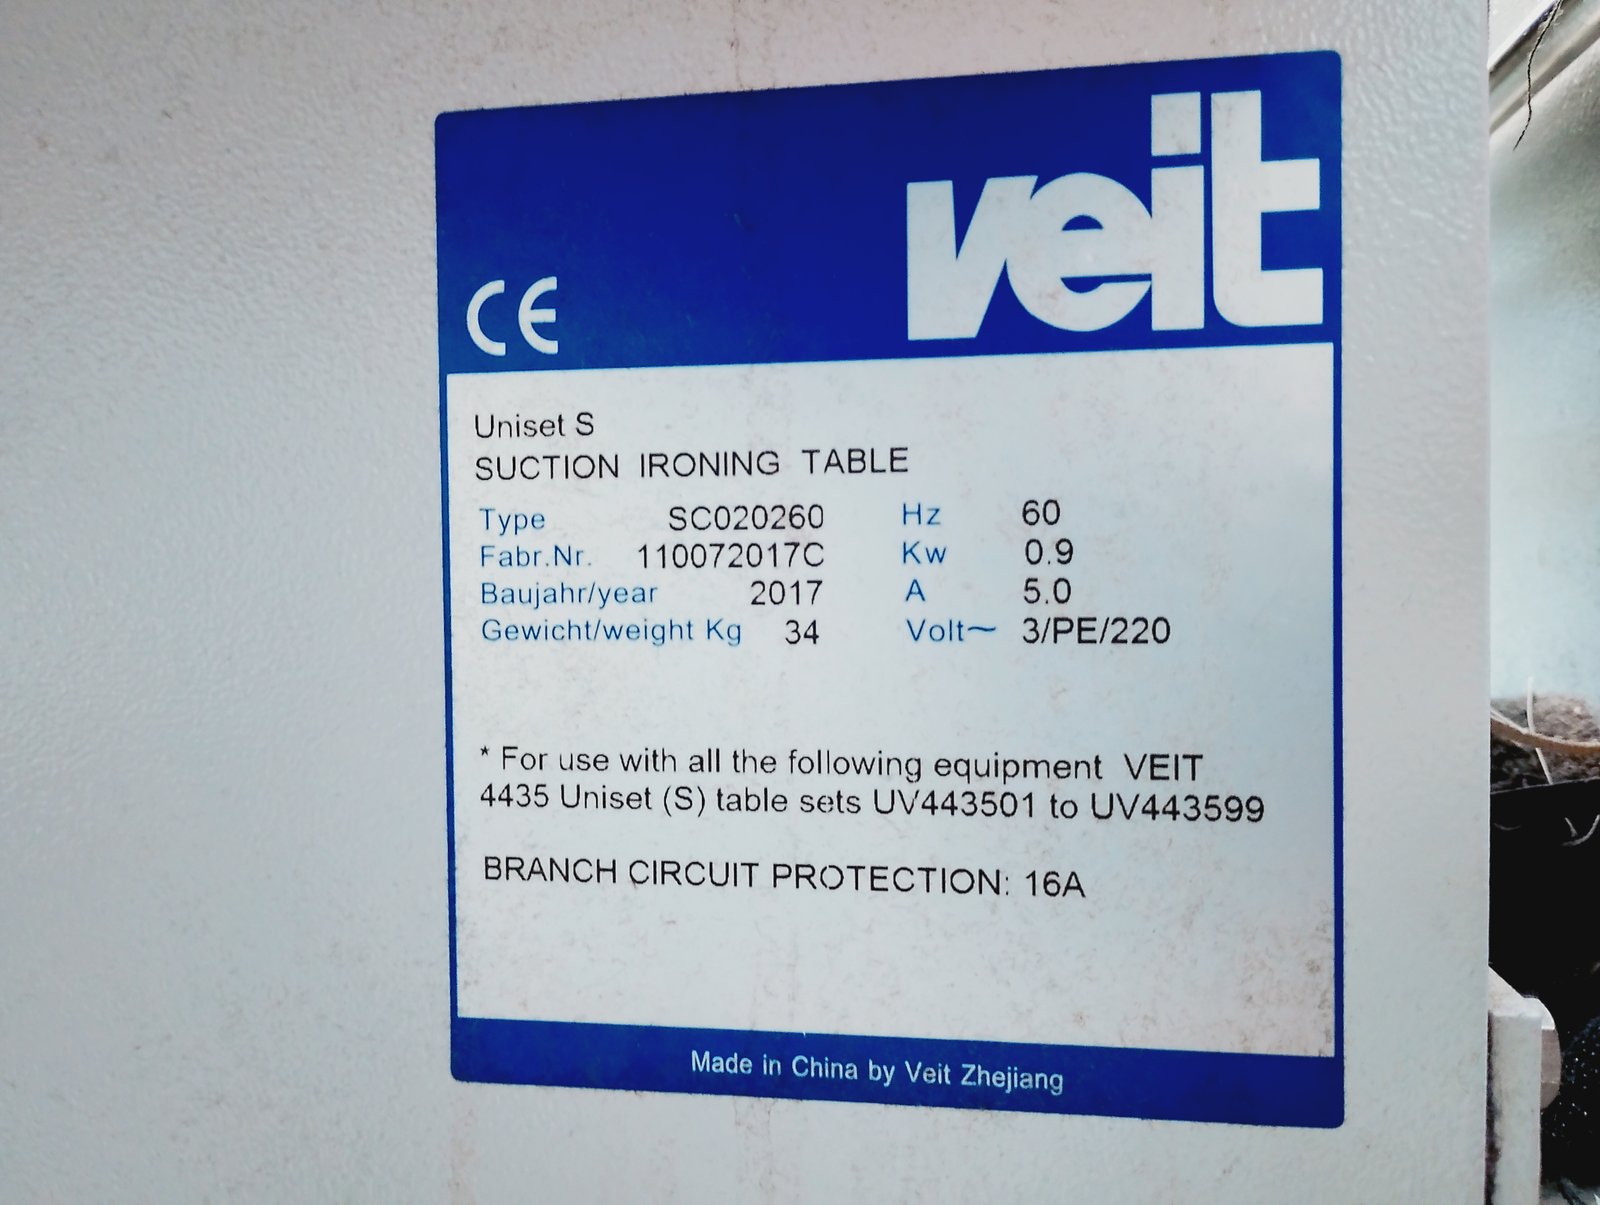 veit
CE
Uniset S
SUCTION IRONING TABLE
Type SC020260 Hz 60
Fabr.Nr. 110072017C Kw 0.9
Baujahr/year 2017 A 5.0
Gewicht/weight Kg 34 Volt~ 3/PE/220
* For use with all the following equipment VEIT
4435 Uniset (S) table sets UV443501 to UV443599
BRANCH CIRCUIT PROTECTION: 16A
Made in China by Veit Zhejiang